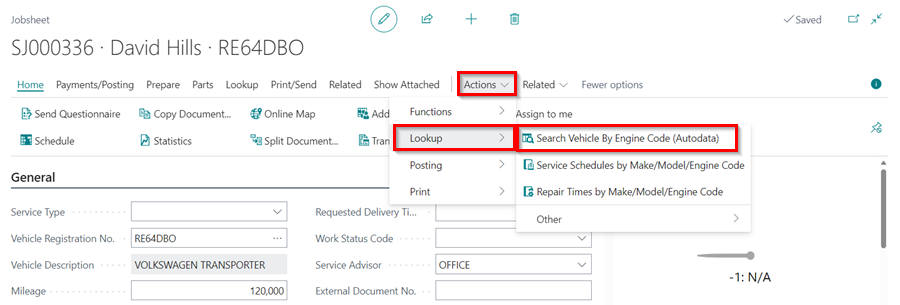 Jobsheet
Saved
SJ000336 · David Hills · RE64DBO
Home Payments/Posting Prepare Parts Lookup Print/Send Related Show Attached Actions Related Fewer options
Send Questionnaire Copy Document... Online Map Add Assign to me
Schedule Statistics Split Document...
Functions
Lookup
Posting
Print
Search Vehicle By Engine Code (Autodata)
Service Schedules by Make/Model/Engine Code
Repair Times by Make/Model/Engine Code
Other
General
Service Type Requested Delivery Ti...
Vehicle Registration No. RE64DBO ... Work Status Code
Vehicle Description VOLKSWAGEN TRANSPORTER Service Advisor OFFICE
Mileage 120,000 External Document No.
-1: N/A